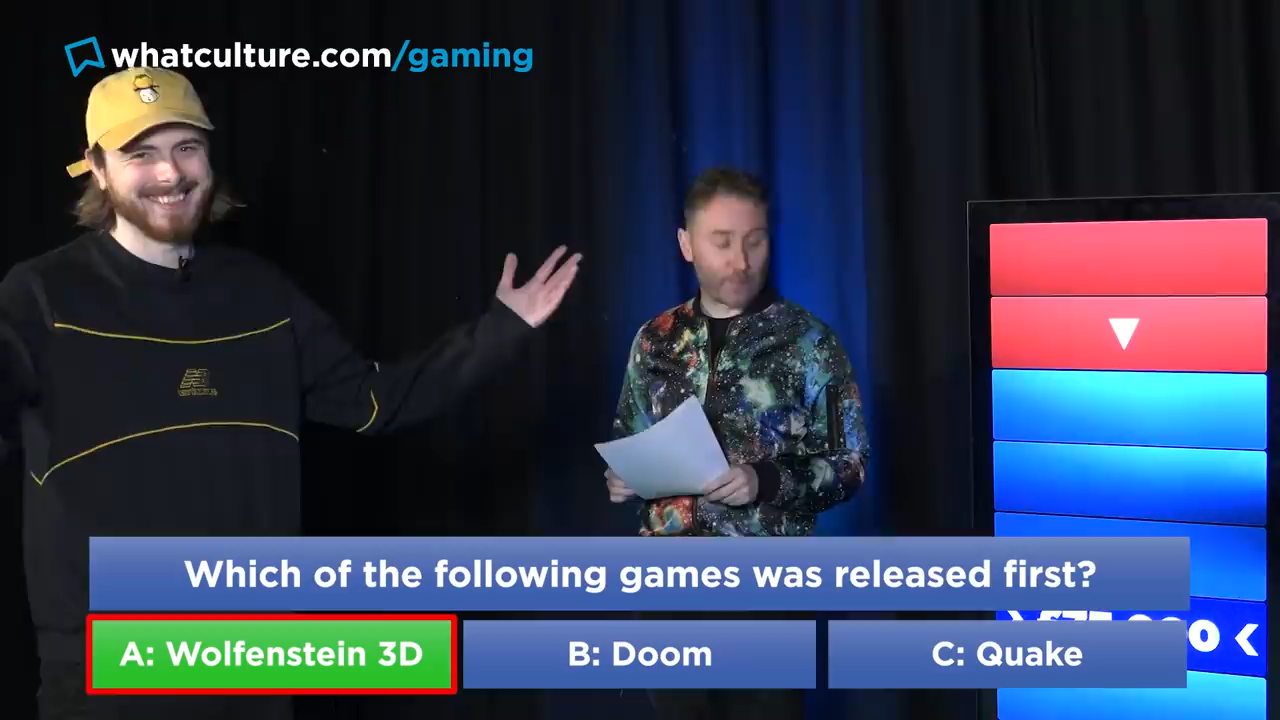 whatculture.com/gaming
Which of the following games was released first?
A: Wolfenstein 3D
B: Doom
C: Quake